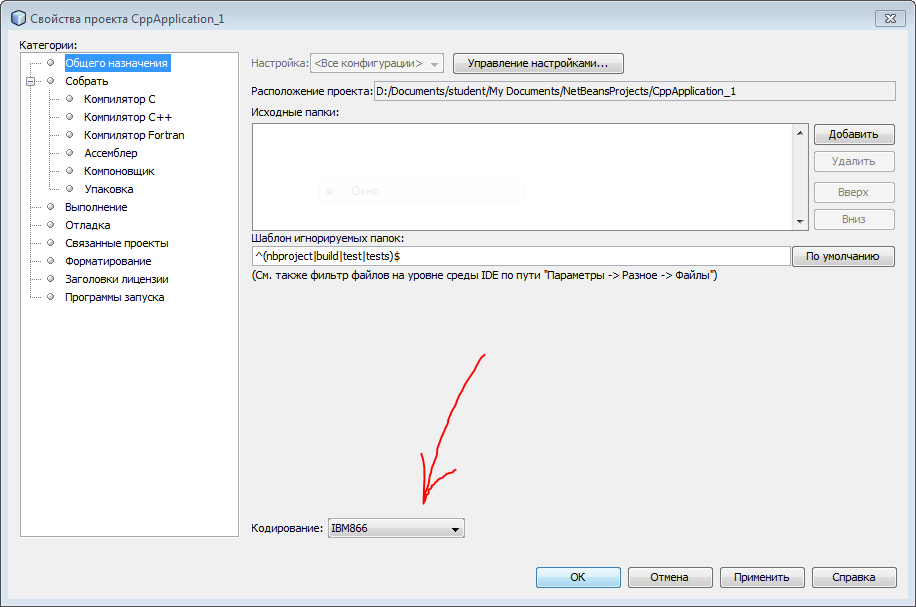 Свойства проекта CppApplication_1
Категории:
Общего назначения
Собрать
Компилятор C
Компилятор C++
Компилятор Fortran
Ассемблер
Компоновщик
Упаковка
Выполнение
Отладка
Связанные проекты
Форматирование
Заголовки лицензии
Программы запуска
Настройка: <Все конфигурации> Управление настройками...
Расположение проекта: D:/Documents/student/My Documents/NetBeansProjects/CppApplication_1
Исходные папки:
Окно
Добавить
Удалить
Вверх
Вниз
Шаблон игнорируемых папок:
^(nbproject|build|test|tests)$ По умолчанию
(См. также фильтр файлов на уровне среды IDE по пути "Параметры -> Разное -> Файлы")
Кодирование: IBM866
OK Отмена Применить Справка